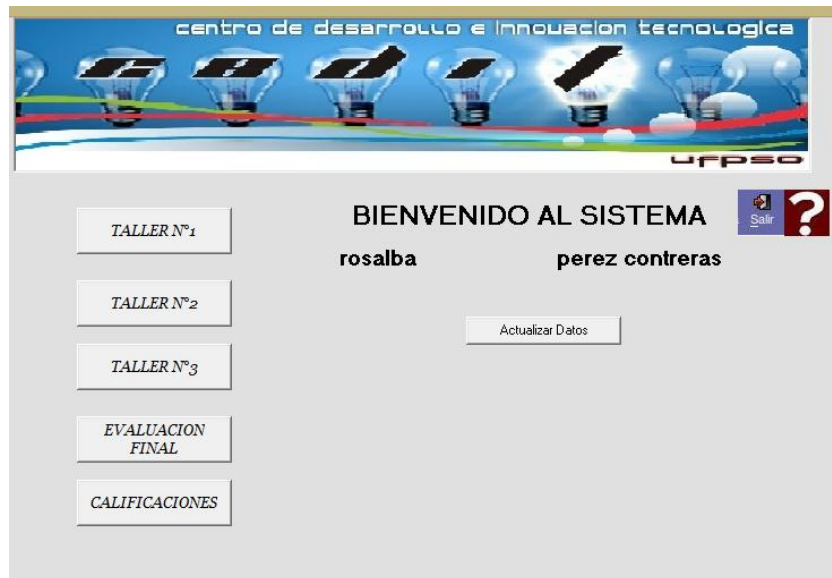 centro de desarrollo e innovacion tecnologica
ufpso
BIENVENIDO AL SISTEMA
Salir
?
rosalba perez contreras
Actualizar Datos
TALLER N°1
TALLER N°2
TALLER N°3
EVALUACION
FINAL
CALIFICACIONES